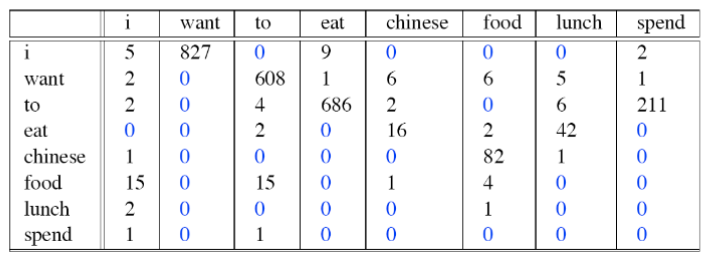 i want to eat chinese food lunch spend
i 5 827 0 9 0 0 0 2
want 2 0 608 1 6 6 5 1
to 2 0 4 686 2 0 6 211
eat 0 0 2 0 16 2 42 0
chinese 1 0 0 0 0 82 1 0
food 15 0 15 0 1 4 0 0
lunch 2 0 0 0 0 1 0 0
spend 1 0 1 0 0 0 0 0